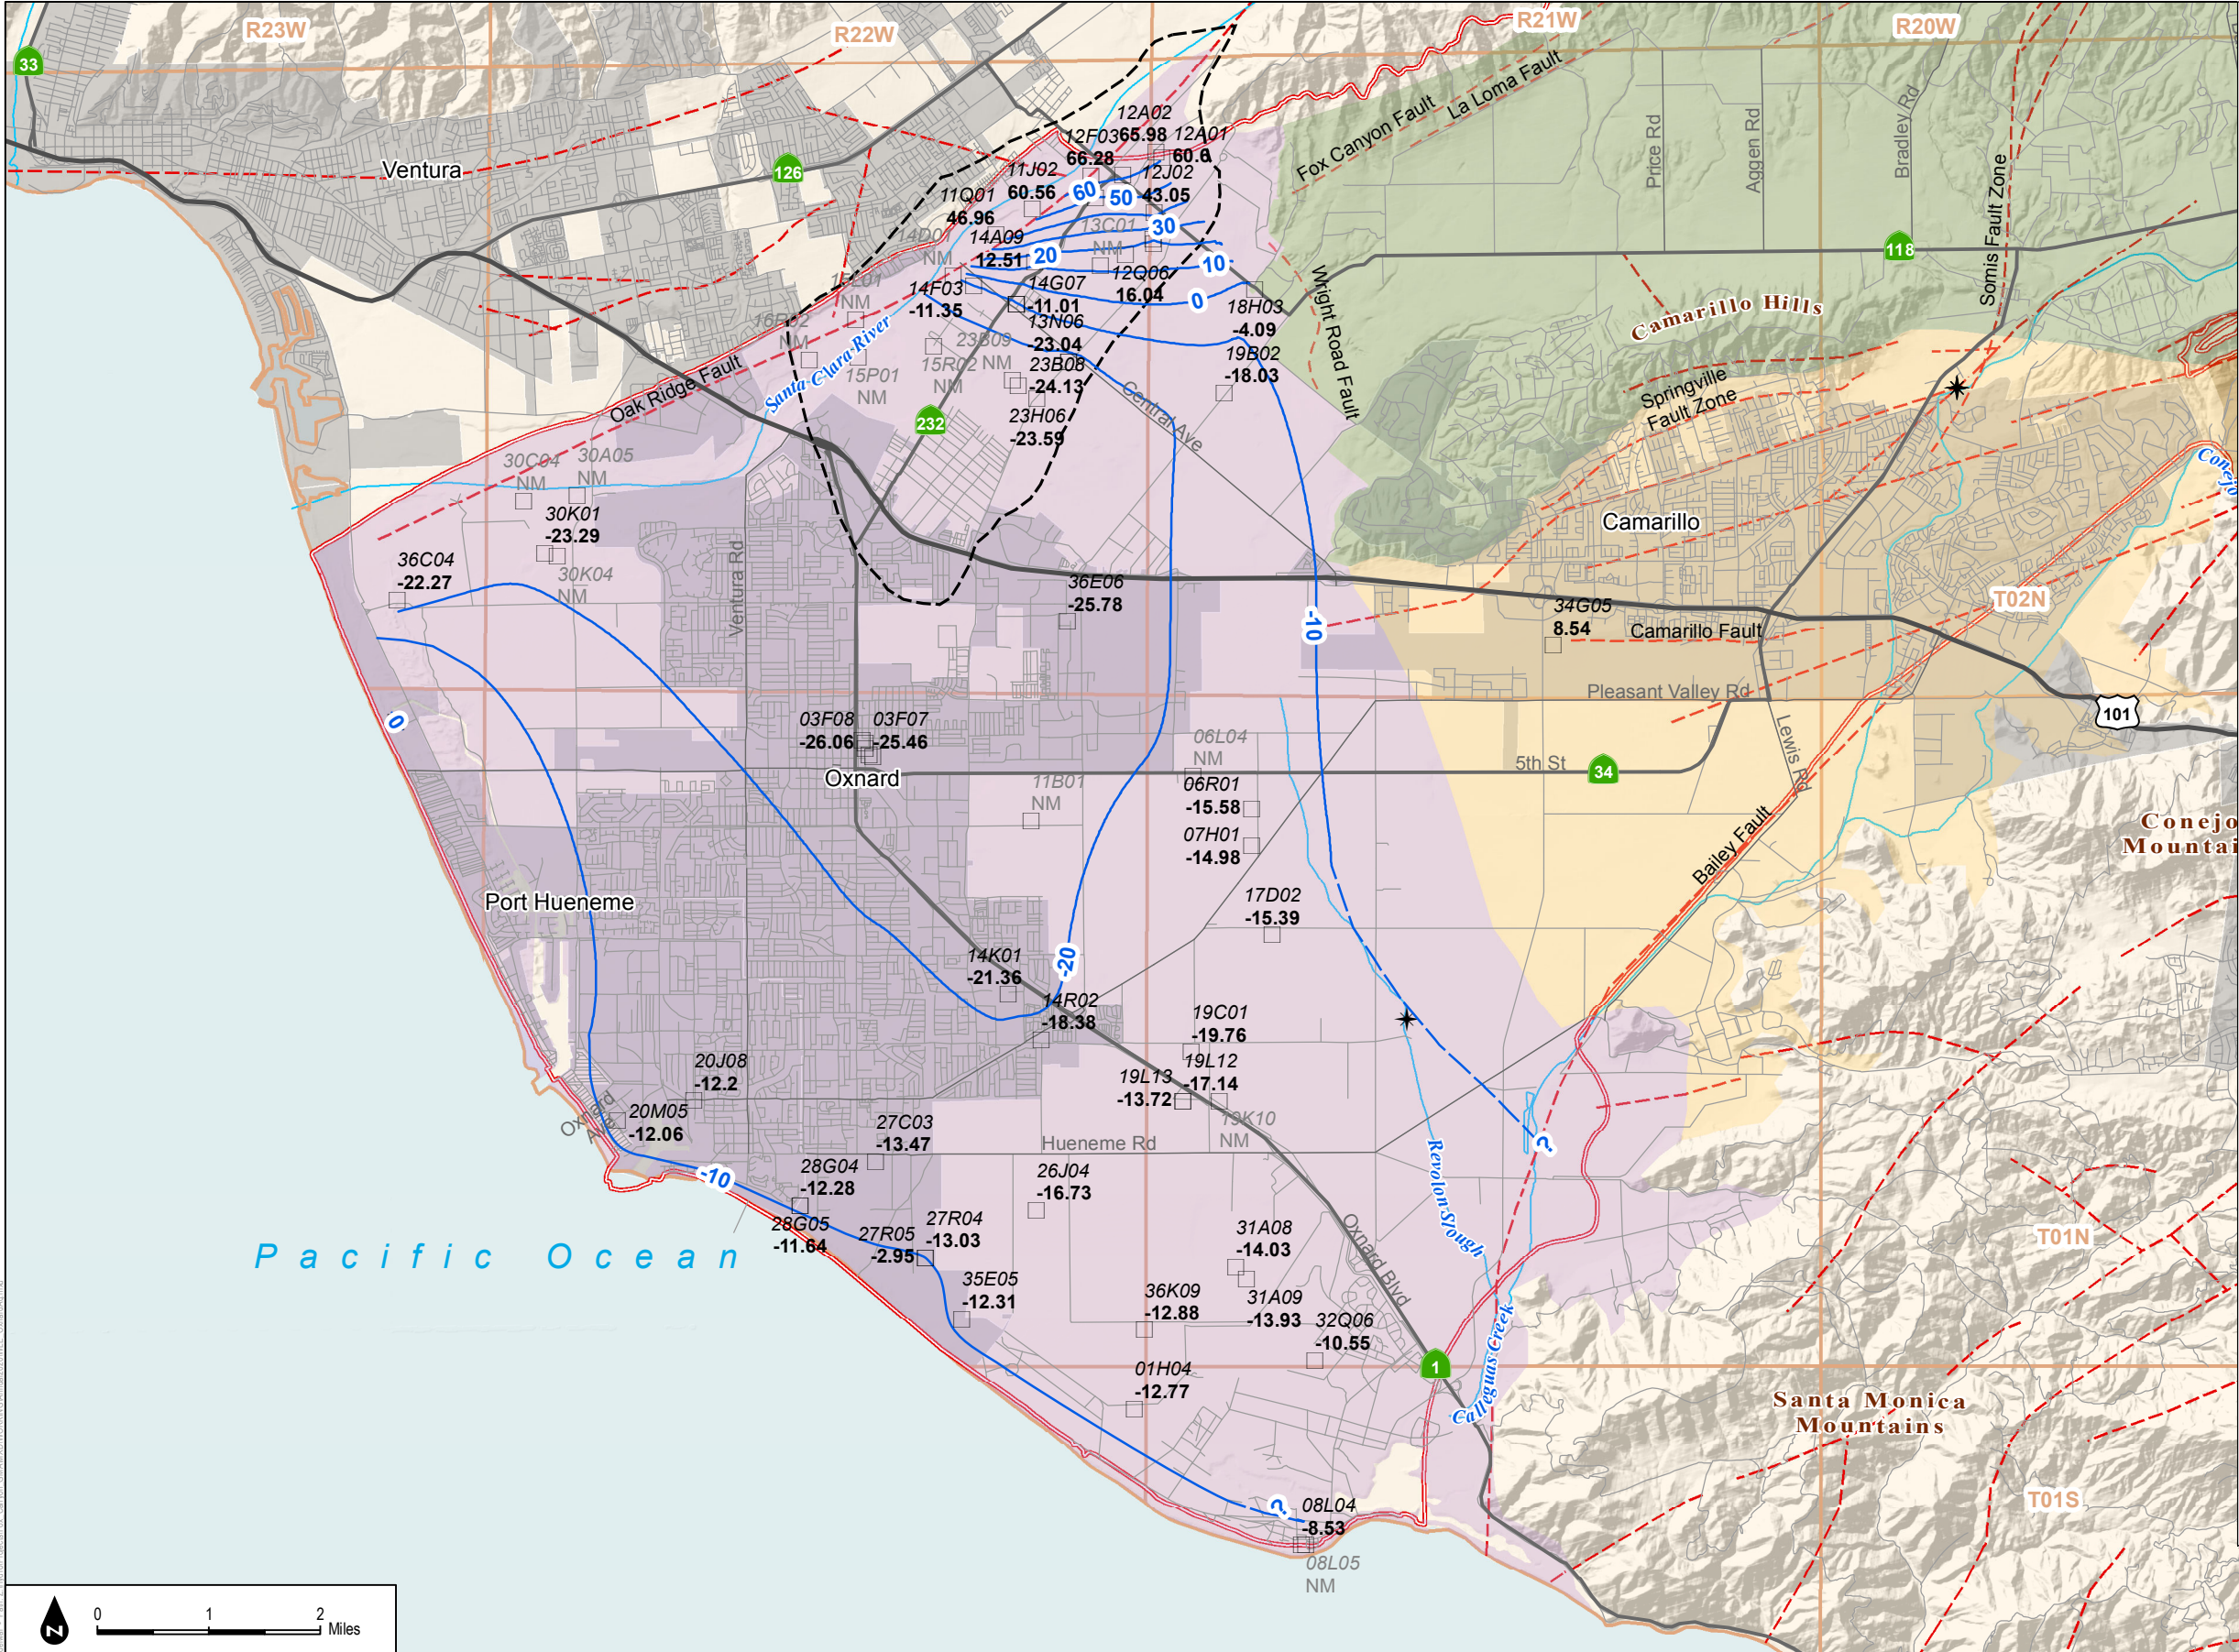 R23W
R22W
R21W
R20W
33
126
Ventura
Fox Canyon Fault
La Loma Fault
Price Rd
Aggen Rd
Bradley Rd
Somis Fault Zone
118
12A02
65.98
12F03
66.28
12A01
60.6
11J02
60.56
12J02
43.05
11Q01
46.96
60
50
30
20
10
0
14D01
NM
14A09
12.51
13C01
NM
12Q06
16.04
NM
14F03
-11.35
14G07
-11.01
18H03
-4.09
16R02
NM
13N06
-23.04
23B09
NM
15R02
NM
15P01
NM
19B02
-18.03
23B08
-24.13
23H06
-23.59
Wright Road Fault
Camarillo Hills
Springville
Fault Zone
Oak Ridge Fault
Santa Clara River
Central Ave
232
30C04
NM
30A05
NM
30K01
-23.29
30K04
NM
36C04
-22.27
Ventura Rd
36E06
-25.78
-10
Camarillo
34G05
8.54
Camarillo Fault
T02N
Pleasant Valley Rd
Lewis Rd
101
0
03F08
-26.06
03F07
-25.46
Oxnard
06L04
NM
5th St
34
11B01
NM
06R01
-15.58
07H01
-14.98
Bailey Fault
Conejo
Mountai
Port Hueneme
17D02
-15.39
14K01
-21.36
-20
14R02
-18.38
19C01
-19.76
19L12
-17.14
19L13
-13.72
19K10
NM
20J08
-12.2
20M05
-12.06
Oxnard
Ave
27C03
-13.47
Hueneme Rd
?
-10
28G04
-12.28
28G05
-11.64
26J04
-16.73
27R05
-2.95
27R04
-13.03
35E05
-12.31
31A08
-14.03
31A09
-13.93
36K09
-12.88
32Q06
-10.55
01H04
-12.77
Oxnard Blvd
Revolon Slough
Calleguas Creek
1
T01N
Pacific Ocean
Santa Monica
Mountains
T01S
?
08L04
-8.53
08L05
NM
N
0
1
2
Miles